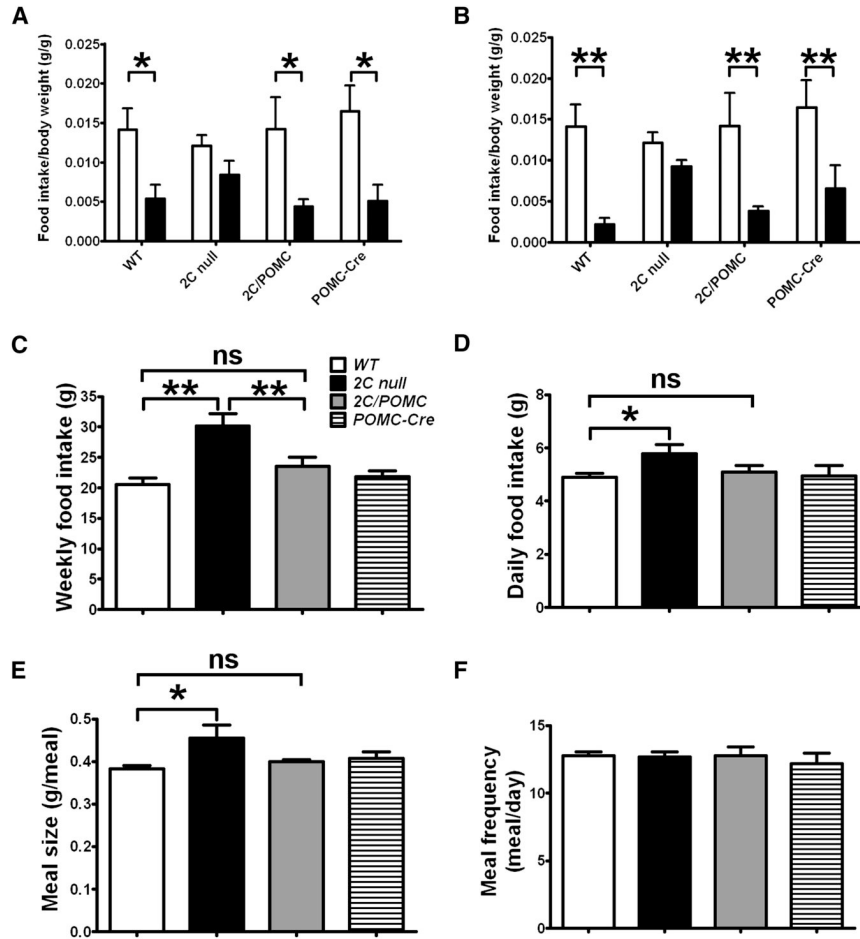 A
Food intake/body weight (g/g)
0.025
0.020
0.015
0.010
0.005
0.000
*
*
*
WT
2C null
2C/POMC
POMC-Cre
B
Food intake/body weight (g/g)
0.025
0.020
0.015
0.010
0.005
0.000
**
**
**
WT
2C null
2C/POMC
POMC-Cre
C
Weekly food intake (g)
35
30
25
20
15
10
5
0
ns
**
**
WT
2C null
2C/POMC
POMC-Cre
D
Daily food intake (g)
8
6
4
2
0
ns
*
E
Meal size (g/meal)
0.5
0.4
0.4
0.2
0.1
0.0
ns
*
F
Meal frequency
(meal/day)
15
13
10
5
0